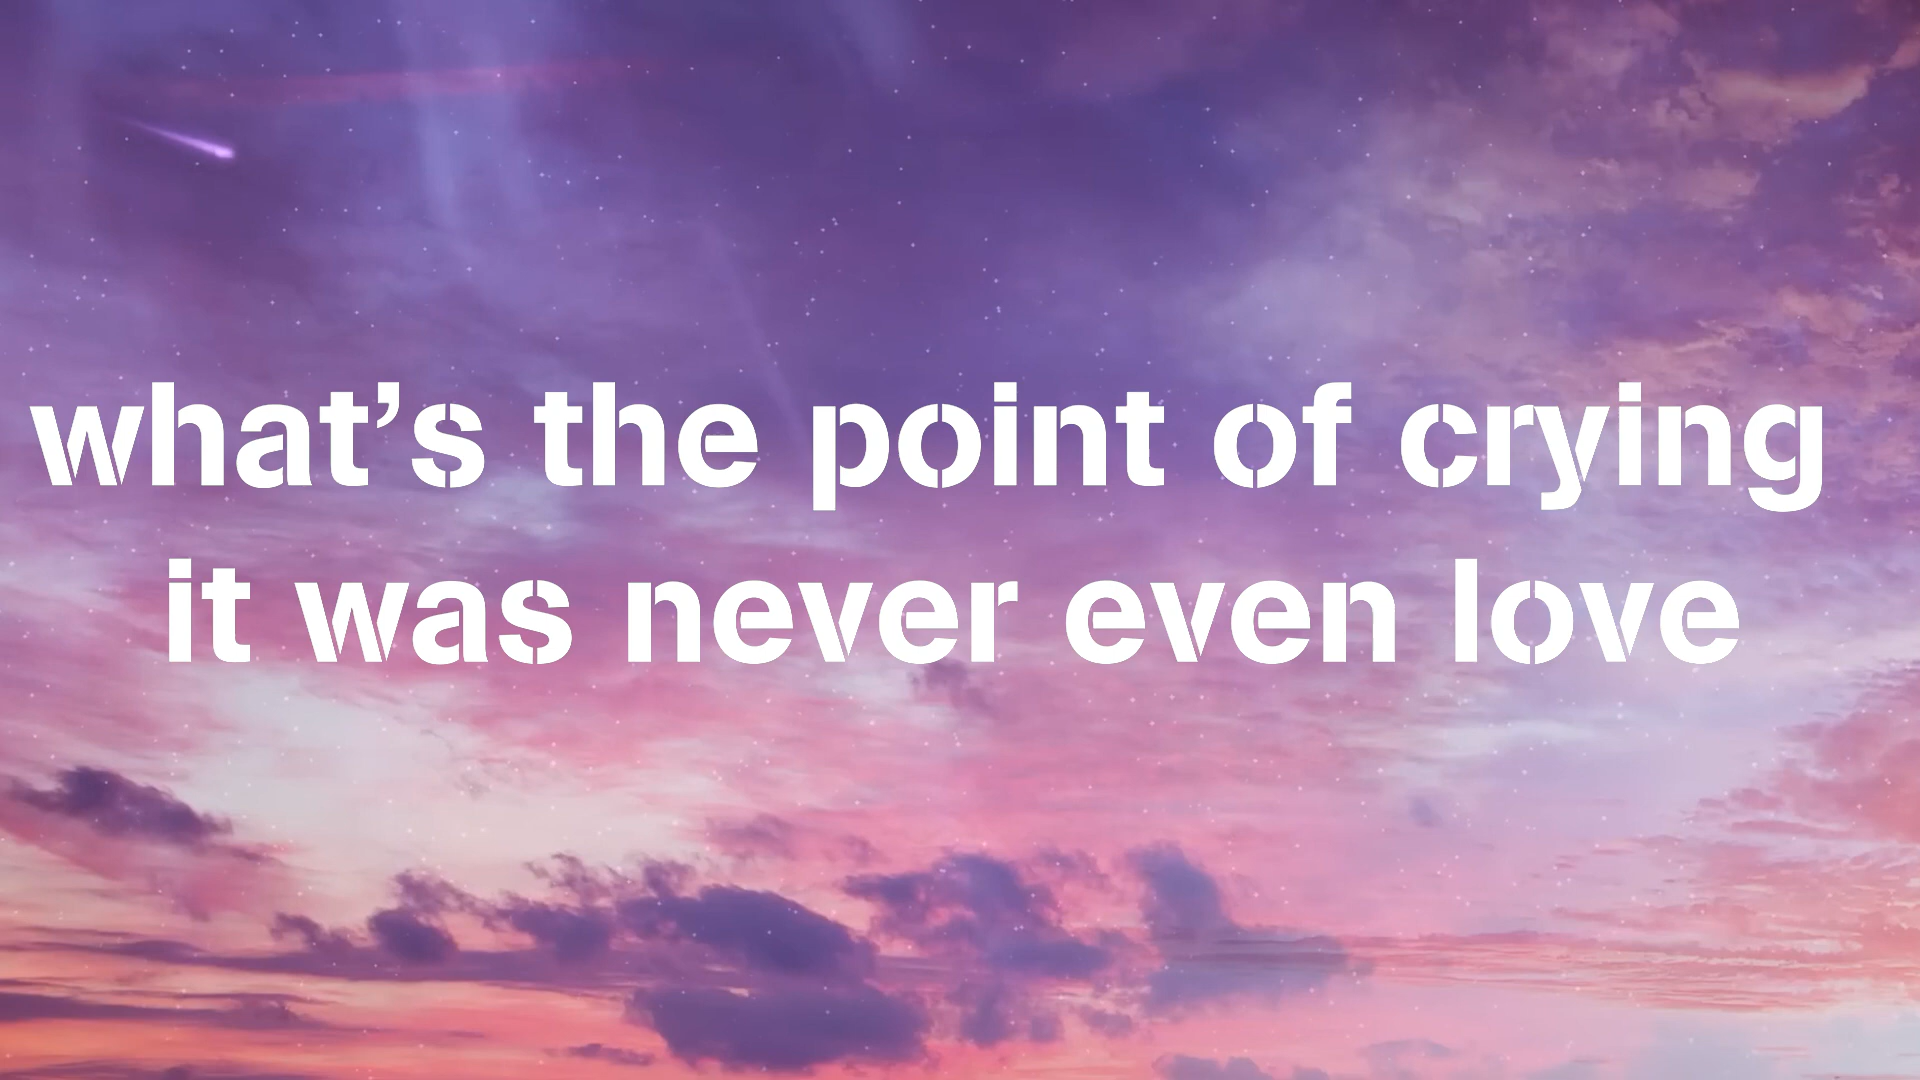 what’s the point of crying
it was never even love